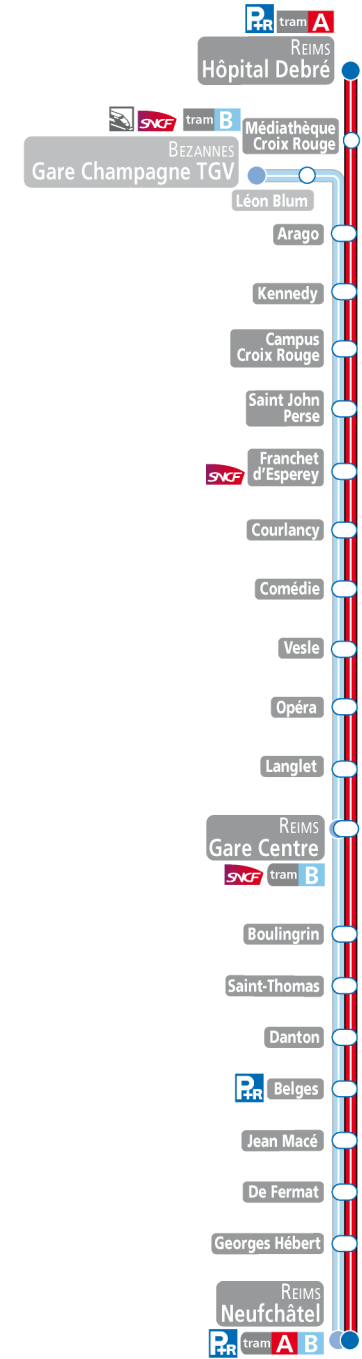 P+R tram A
REIMS
Hôpital Debré
SNCF tram B
Médiathèque
Croix Rouge
BEZANNES
Gare Champagne TGV
Léon Blum
Arago
Kennedy
Campus
Croix Rouge
Saint John
Perse
Franchet
SNCF d'Esperey
Courlancy
Comédie
Vesle
Opéra
Langlet
REIMS
Gare Centre
SNCF tram B
Boulingrin
Saint-Thomas
Danton
P+R Belges
Jean Macé
De Fermat
Georges Hébert
REIMS
Neufchâtel
P+R tram A B